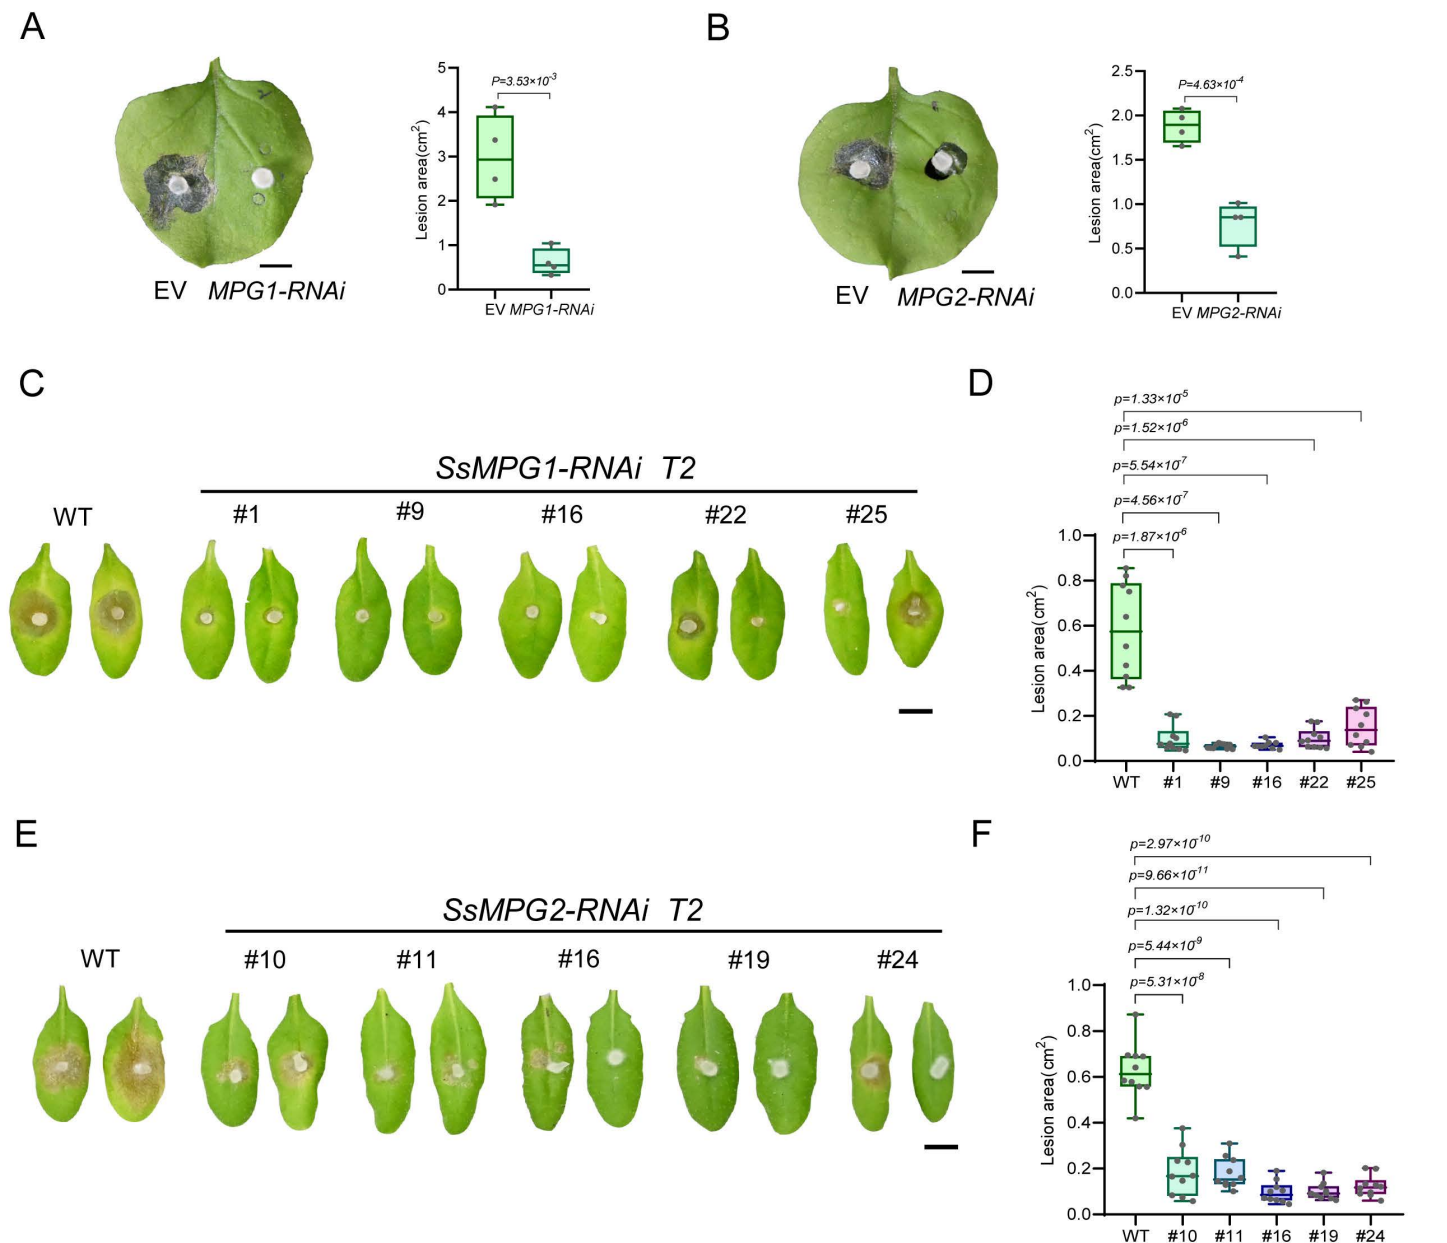 A
B
5
4
3
2
1
0
Lesion area(cm²)
P=3.53×10⁻³
EV MPG1-RNAi
EV MPG1-RNAi
2.5
2.0
1.5
1.0
0.5
0.0
Lesion area(cm²)
P=4.63×10⁻⁴
EV MPG2-RNAi
EV MPG2-RNAi
C
SsMPG1-RNAi T2
WT #1 #9 #16 #22 #25
D
p=1.33×10⁻⁵
p=1.52×10⁻⁶
p=5.54×10⁻⁷
p=4.56×10⁻⁷
p=1.87×10⁻⁶
1.0
0.8
0.6
0.4
0.2
0.0
Lesion area(cm²)
WT #1 #9 #16 #22 #25
E
SsMPG2-RNAi T2
WT #10 #11 #16 #19 #24
F
p=2.97×10⁻¹⁰
p=9.66×10⁻¹¹
p=1.32×10⁻¹⁰
p=5.44×10⁻⁹
p=5.31×10⁻⁸
1.0
0.8
0.6
0.4
0.2
0.0
Lesion area(cm²)
WT #10 #11 #16 #19 #24